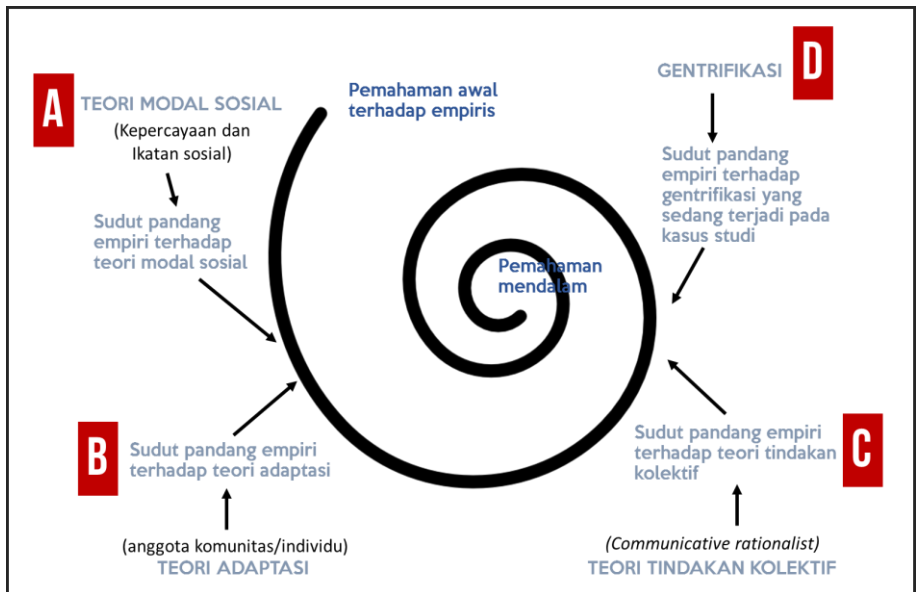 A
TEORI MODAL SOSIAL
(Kepercayaan dan
Ikatan sosial)
Sudut pandang
empiri terhadap
teori modal sosial
B
Sudut pandang empiri
terhadap teori adaptasi
(anggota komunitas/individu)
TEORI ADAPTASI
Pemahaman awal
terhadap empiris
Pemahaman
mendalam
GENTRIFIKASI
D
Sudut pandang
empiri terhadap
gentrifikasi yang
sedang terjadi pada
kasus studi
Sudut pandang empiri
terhadap teori tindakan
kolektif
C
(Communicative rationalist)
TEORI TINDAKAN KOLEKTIF